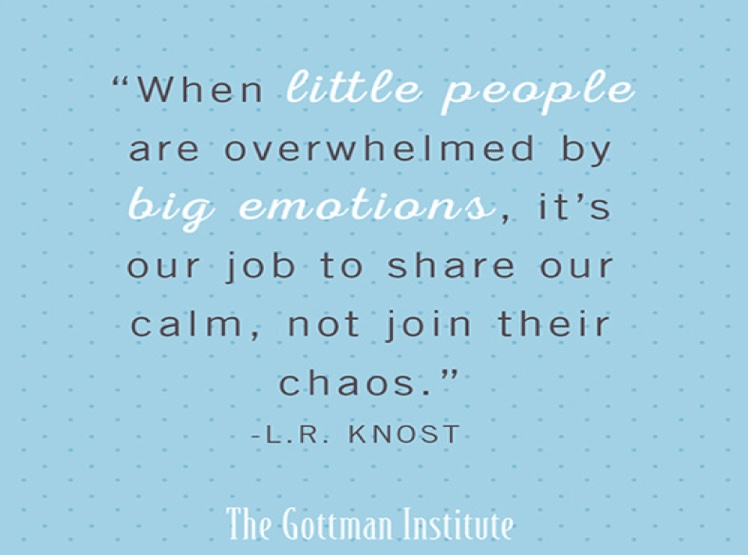 “When little people
are overwhelmed by
big emotions, it’s
our job to share our
calm, not join their
chaos.”
-L.R. KNOST
The Gottman Institute